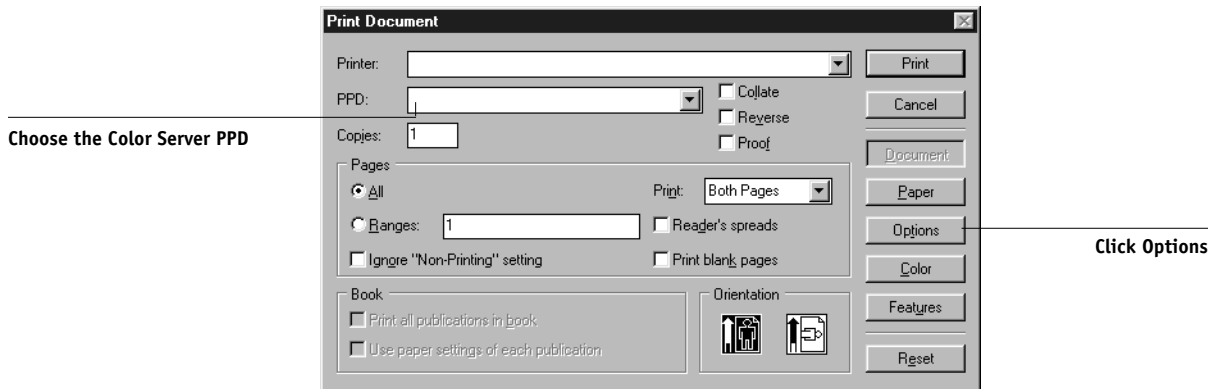 Print Document
Printer:
Print
PPD:
Collate
Cancel
Reverse
Choose the Color Server PPD
Copies: 1
Proof
Document
Pages
All
Print: Both Pages
Paper
Ranges: 1
Reader's spreads
Options
Click Options
Ignore "Non-Printing" setting
Print blank pages
Color
Book
Orientation
Features
Print all publications in book
Use paper settings of each publication
Reset